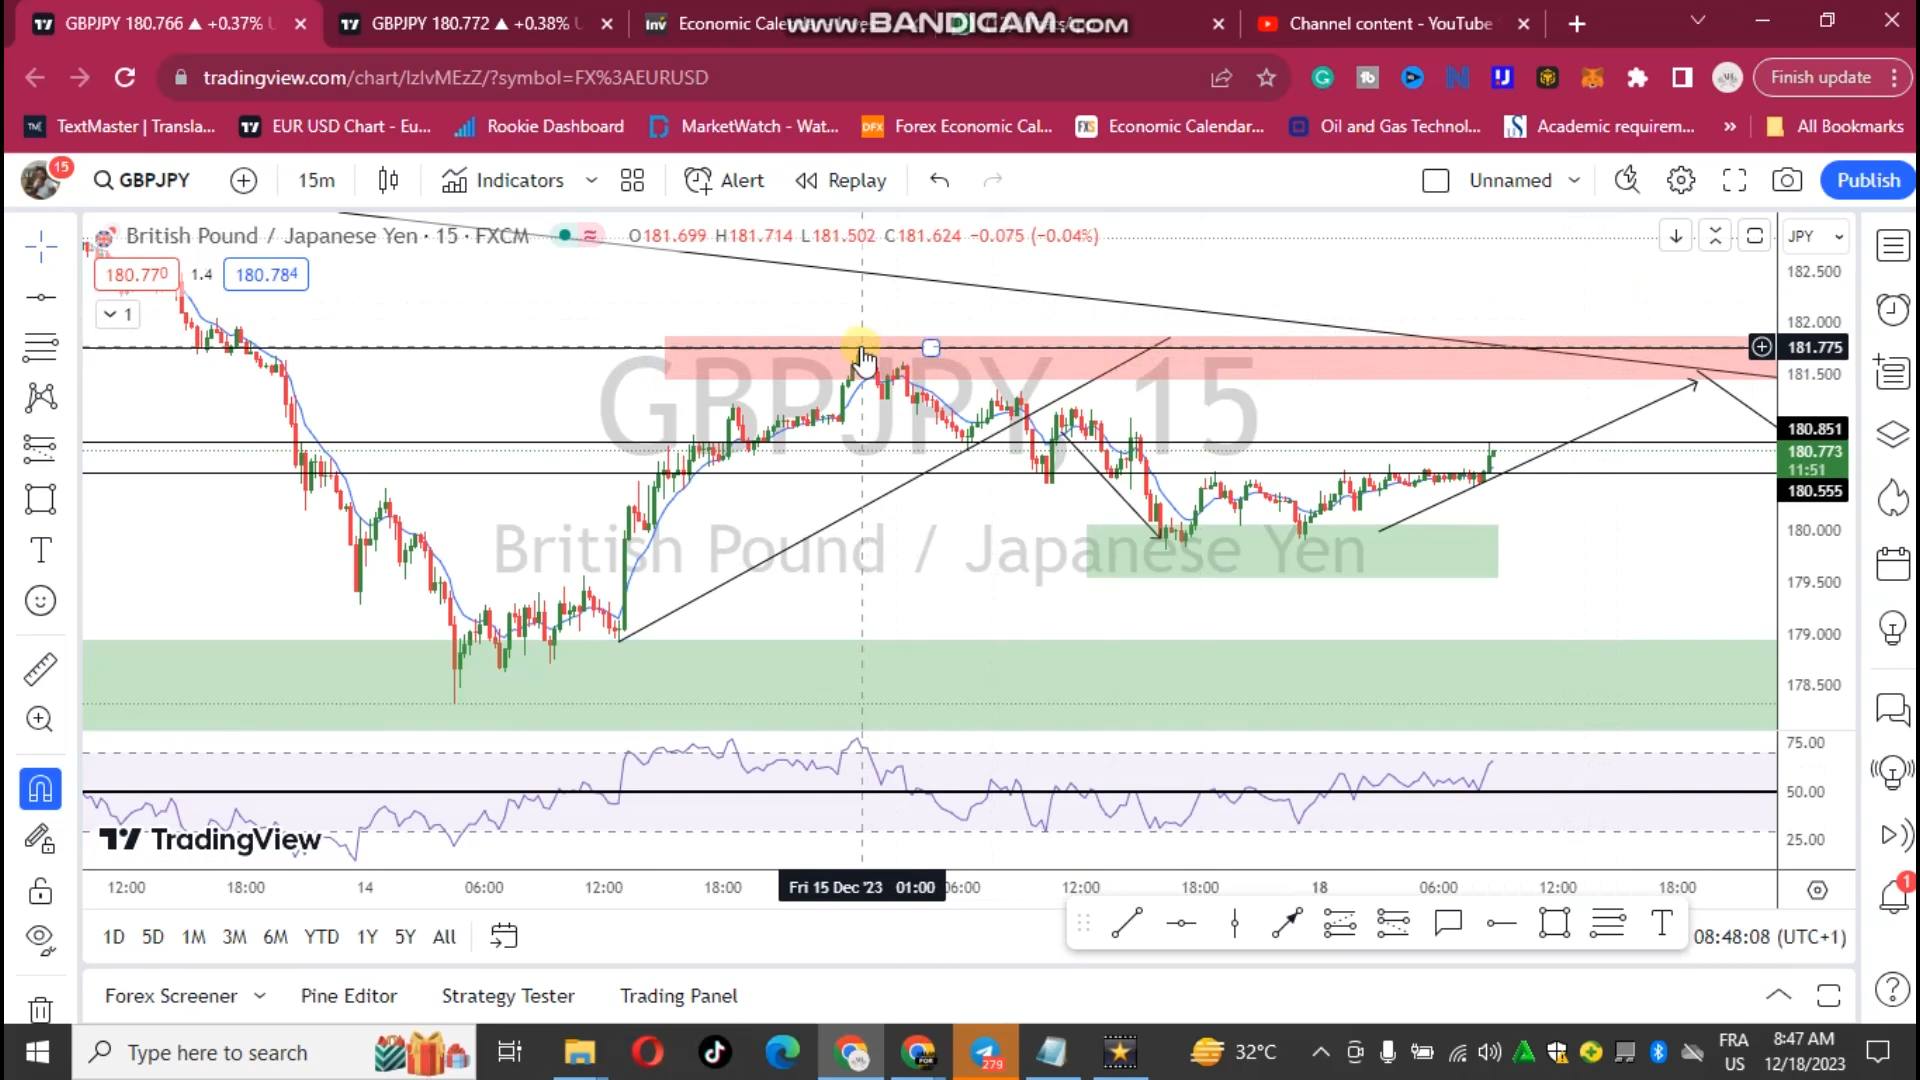 GBPJPY 180.766 ▲ +0.37% U
GBPJPY 180.772 ▲ +0.38% U
Economic Cale
www.BANDICAM.com
Channel content - YouTube
tradingview.com/chart/lzlvMEzZ/?symbol=FX%3AEURUSD
Finish update
TextMaster | Transla...
EUR USD Chart - Eu...
Rookie Dashboard
MarketWatch - Wat...
Forex Economic Cal...
Economic Calendar...
Oil and Gas Technol...
Academic requirem...
»
All Bookmarks
15
GBPJPY
15m
Indicators
Alert
Replay
Unnamed
Publish
British Pound / Japanese Yen · 15 · FXCM
O181.699 H181.714 L181.502 C181.624 −0.075 (−0.04%)
JPY
180.770
1.4
180.784
1
182.500
182.000
181.775
181.500
180.851
180.773
11:51
180.555
180.000
179.500
179.000
178.500
GBPJPY, 15
British Pound / Japanese Yen
75.00
50.00
25.00
TradingView
12:00
18:00
14
06:00
12:00
18:00
Fri 15 Dec '23 01:00
06:00
12:00
18:00
18
06:00
12:00
18:00
1
1D
5D
1M
3M
6M
YTD
1Y
5Y
All
08:48:08 (UTC+1)
Forex Screener
Pine Editor
Strategy Tester
Trading Panel
Type here to search
279
32°C
FRA
US
8:47 AM
12/18/2023